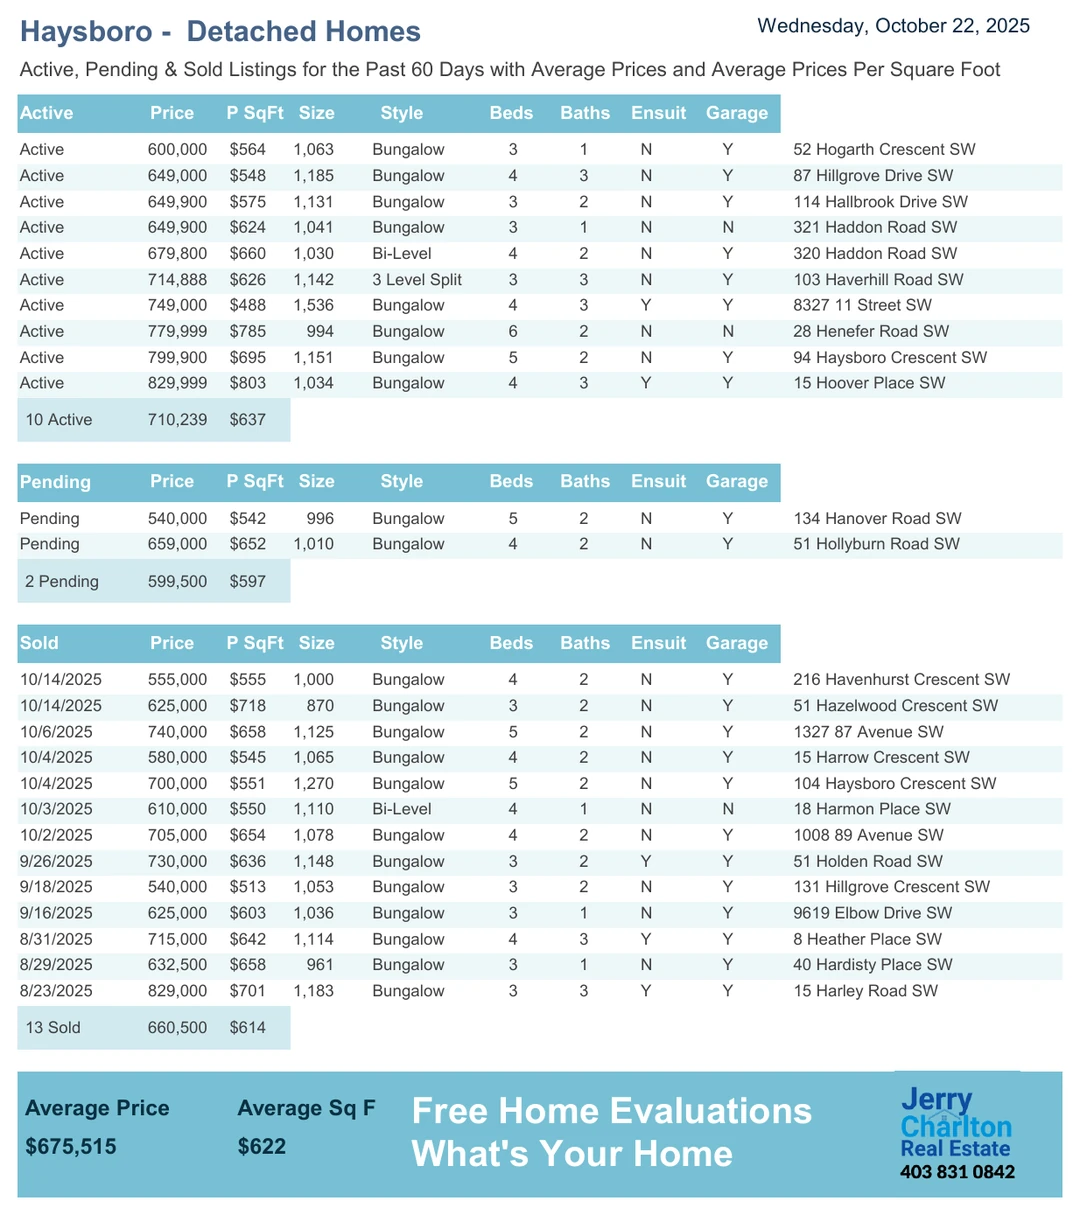 Haysboro - Detached Homes
Wednesday, October 22, 2025
Active, Pending & Sold Listings for the Past 60 Days with Average Prices and Average Prices Per Square Foot
Active Price P SqFt Size Style Beds Baths Ensuit Garage
Active 600,000 $564 1,063 Bungalow 3 1 N Y 52 Hogarth Crescent SW
Active 649,000 $548 1,185 Bungalow 4 3 N Y 87 Hillgrove Drive SW
Active 649,900 $575 1,131 Bungalow 3 2 N Y 114 Hallbrook Drive SW
Active 649,900 $624 1,041 Bungalow 3 1 N N 321 Haddon Road SW
Active 679,800 $660 1,030 Bi-Level 4 2 N Y 320 Haddon Road SW
Active 714,888 $626 1,142 3 Level Split 3 3 N Y 103 Haverhill Road SW
Active 749,000 $488 1,536 Bungalow 4 3 Y Y 8327 11 Street SW
Active 779,999 $785 994 Bungalow 6 2 N N 28 Henefer Road SW
Active 799,900 $695 1,151 Bungalow 5 2 N Y 94 Haysboro Crescent SW
Active 829,999 $803 1,034 Bungalow 4 3 Y Y 15 Hoover Place SW
10 Active 710,239 $637
Pending Price P SqFt Size Style Beds Baths Ensuit Garage
Pending 540,000 $542 996 Bungalow 5 2 N Y 134 Hanover Road SW
Pending 659,000 $652 1,010 Bungalow 4 2 N Y 51 Hollyburn Road SW
2 Pending 599,500 $597
Sold Price P SqFt Size Style Beds Baths Ensuit Garage
10/14/2025 555,000 $555 1,000 Bungalow 4 2 N Y 216 Havenhurst Crescent SW
10/14/2025 625,000 $718 870 Bungalow 3 2 N Y 51 Hazelwood Crescent SW
10/6/2025 740,000 $658 1,125 Bungalow 5 2 N Y 1327 87 Avenue SW
10/4/2025 580,000 $545 1,065 Bungalow 4 2 N Y 15 Harrow Crescent SW
10/4/2025 700,000 $551 1,270 Bungalow 5 2 N Y 104 Haysboro Crescent SW
10/3/2025 610,000 $550 1,110 Bi-Level 4 1 N N 18 Harmon Place SW
10/2/2025 705,000 $654 1,078 Bungalow 4 2 N Y 1008 89 Avenue SW
9/26/2025 730,000 $636 1,148 Bungalow 3 2 Y Y 51 Holden Road SW
9/18/2025 540,000 $513 1,053 Bungalow 3 2 N Y 131 Hillgrove Crescent SW
9/16/2025 625,000 $603 1,036 Bungalow 3 1 N Y 9619 Elbow Drive SW
8/31/2025 715,000 $642 1,114 Bungalow 4 3 Y Y 8 Heather Place SW
8/29/2025 632,500 $658 961 Bungalow 3 1 N Y 40 Hardisty Place SW
8/23/2025 829,000 $701 1,183 Bungalow 3 3 Y Y 15 Harley Road SW
13 Sold 660,500 $614
Average Price Average Sq F
$675,515 $622
Free Home Evaluations
What's Your Home
Jerry
Charlton
Real Estate
403 831 0842